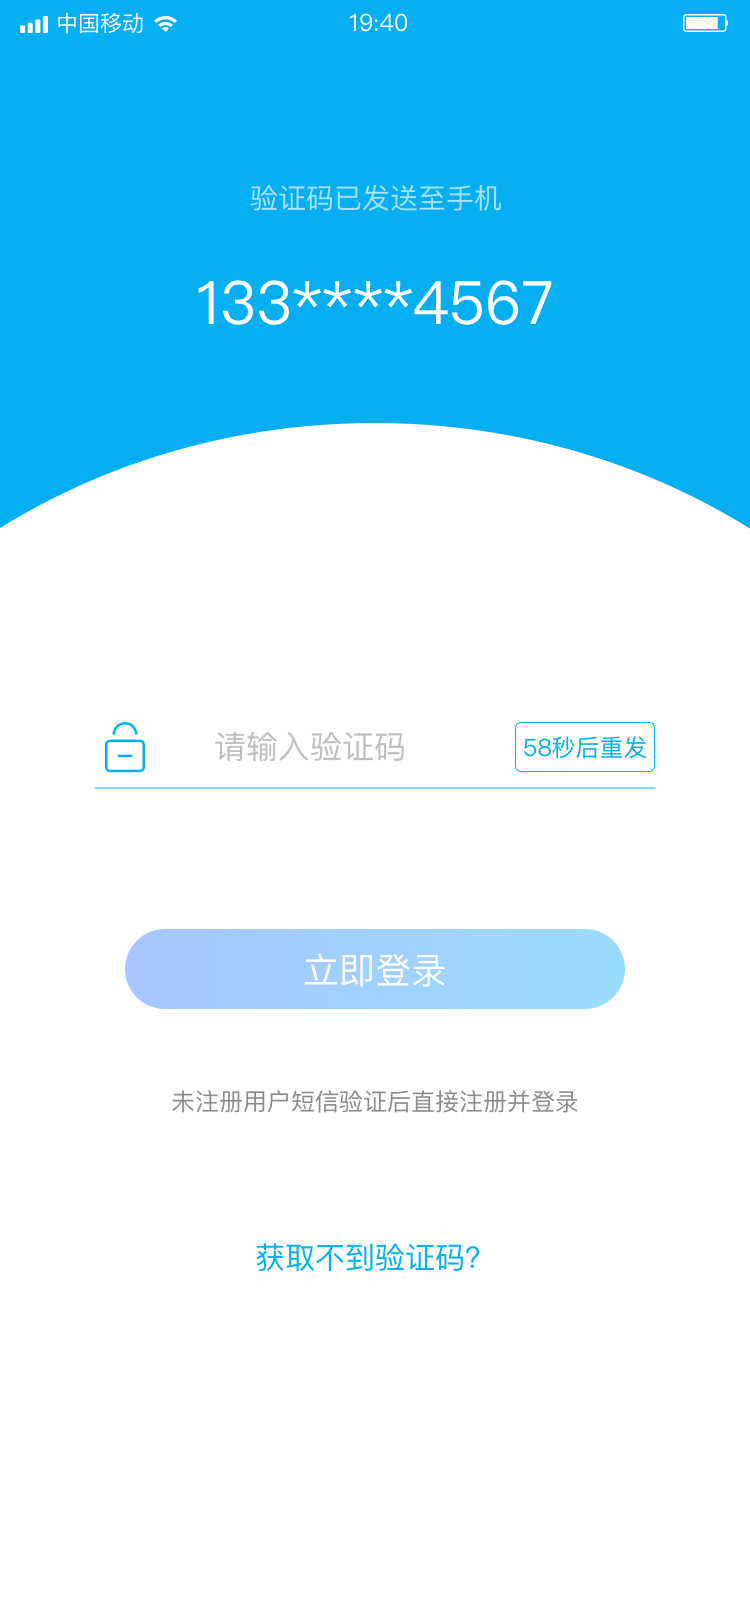 中国移动 19:40
验证码已发送至手机
133****4567
请输入验证码 58秒后重发
立即登录
未注册用户短信验证后直接注册并登录
获取不到验证码?